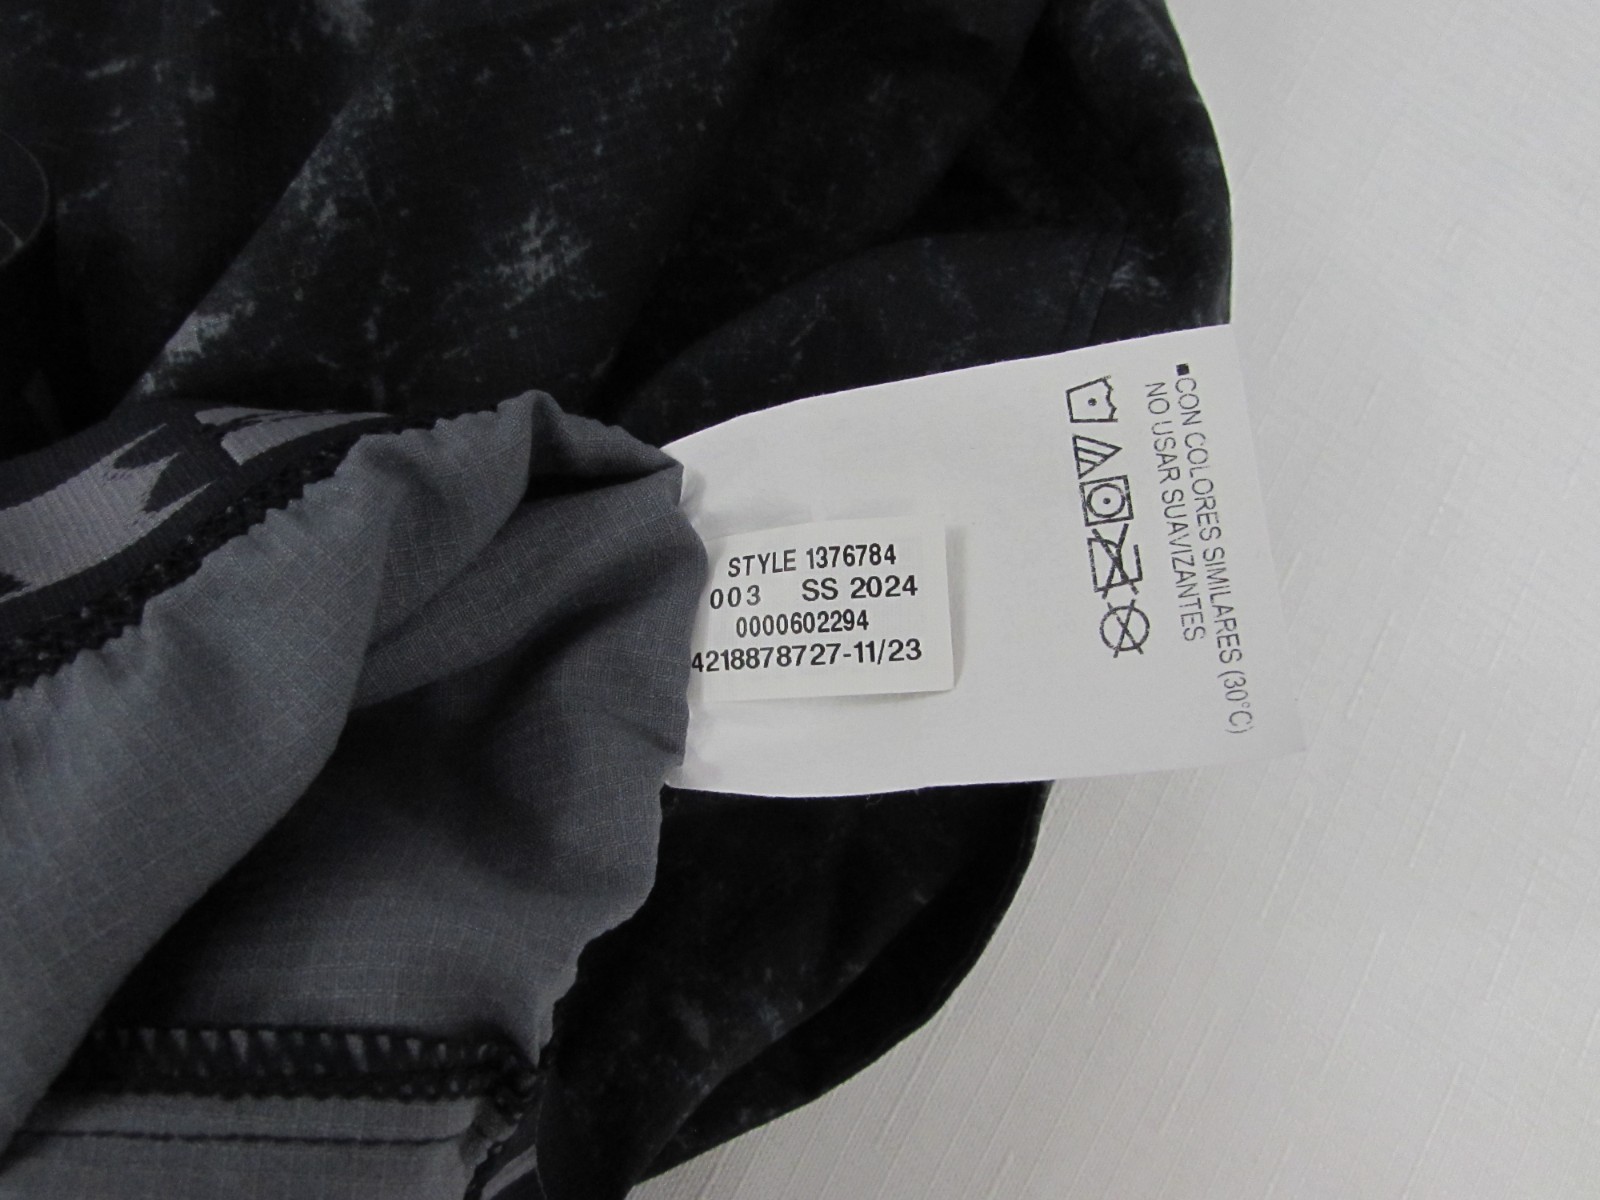 STYLE 1376784
003 SS 2024
0000602294
4218878727-11/23
▪CON COLORES SIMILARES (30°C)
NO USAR SUAVIZANTES